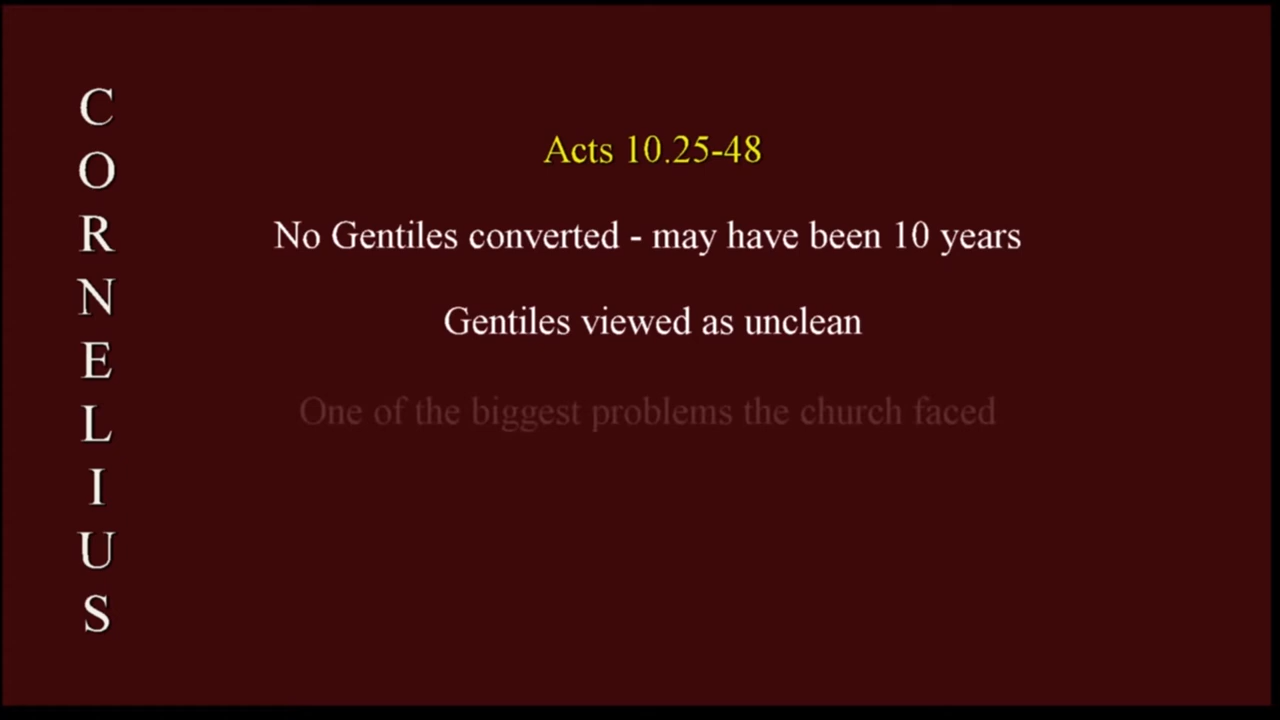 CORNELIUS
Acts 10.25-48
No Gentiles converted - may have been 10 years
Gentiles viewed as unclean
One of the biggest problems the church faced